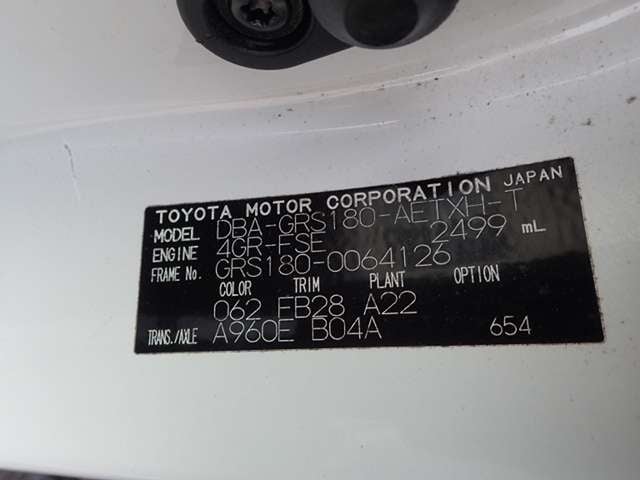 TOYOTA MOTOR CORPORATION JAPAN
MODEL DBA-GRS180-AETXH-T
ENGINE 4GR-FSE 2499 mL
FRAME No. GRS180-0064126
COLOR TRIM PLANT OPTION
062 FB28 A22
TRANS./AXLE A960E B04A 654